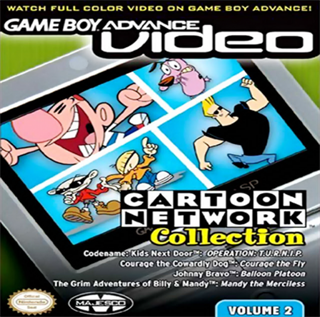 WATCH FULL COLOR VIDEO ON GAME BOY ADVANCE!
GAME BOY ADVANCE
video
CARTOON
NETWORK
Collection
Codename: Kids Next Door™: OPERATION: T.U.R.N.I.P.
Courage the Cowardly Dog™: Courage the Fly
Johnny Bravo™: Balloon Platoon
The Grim Adventures of Billy & Mandy™: Mandy the Merciless
MAJESCO
VOLUME 2